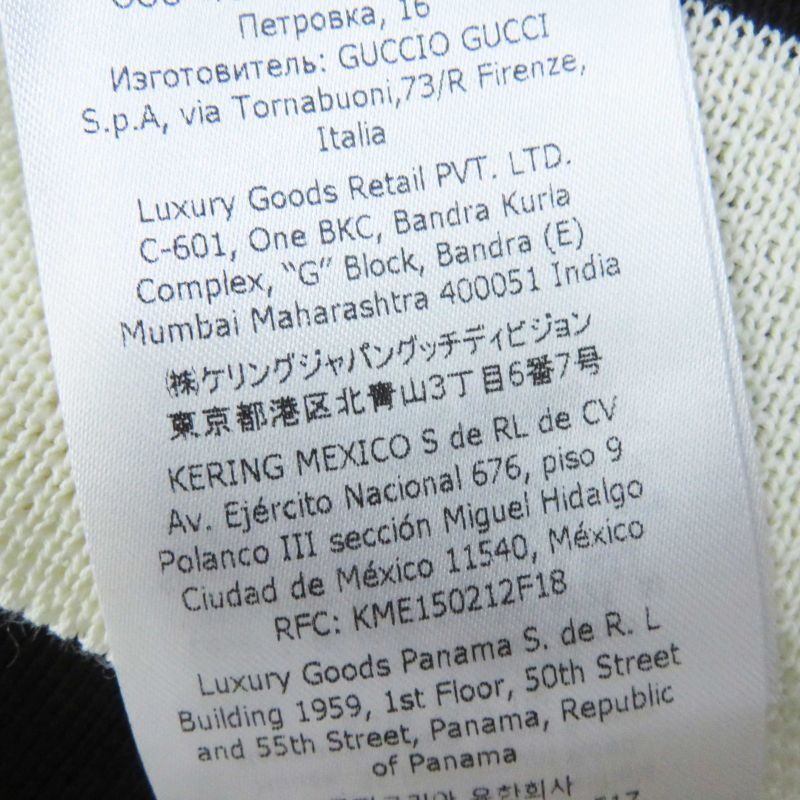 Петровка, 16
Изготовитель: GUCCIO GUCCI
S.p.A, via Tornabuoni,73/R Firenze,
Italia
Luxury Goods Retail PVT. LTD.
C-601, One BKC, Bandra Kurla
Complex, “G” Block, Bandra (E)
Mumbai Maharashtra 400051 India
㈱ケリングジャパングッチディビジョン
東京都港区北青山3丁目6番7号
KERING MEXICO S de RL de CV
Av. Ejército Nacional 676, piso 9
Polanco III sección Miguel Hidalgo
Ciudad de México 11540, México
RFC: KME150212F18
Luxury Goods Panama S. de R. L
Building 1959, 1st Floor, 50th Street
and 55th Street, Panama, Republic
of Panama
유한회사